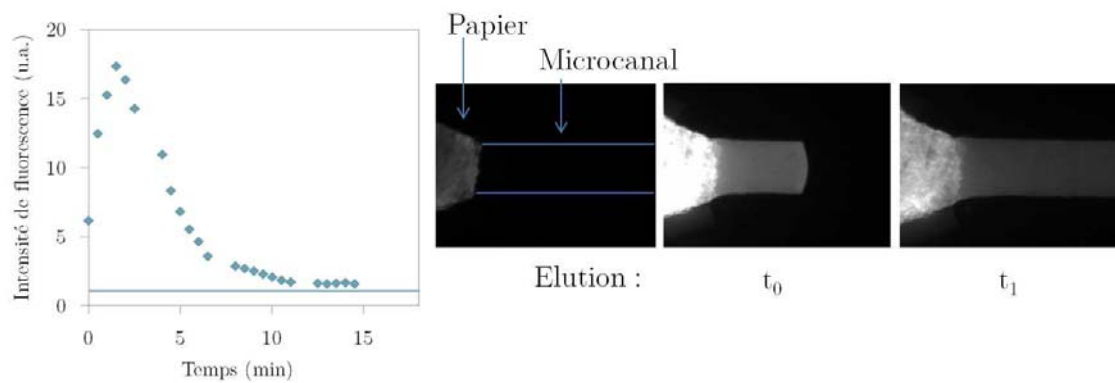 Intensité de fluorescence (u.a.)
20
15
10
5
0
0 5 10 15
Temps (min)
Papier
Microcanal
Elution : t₀ t₁